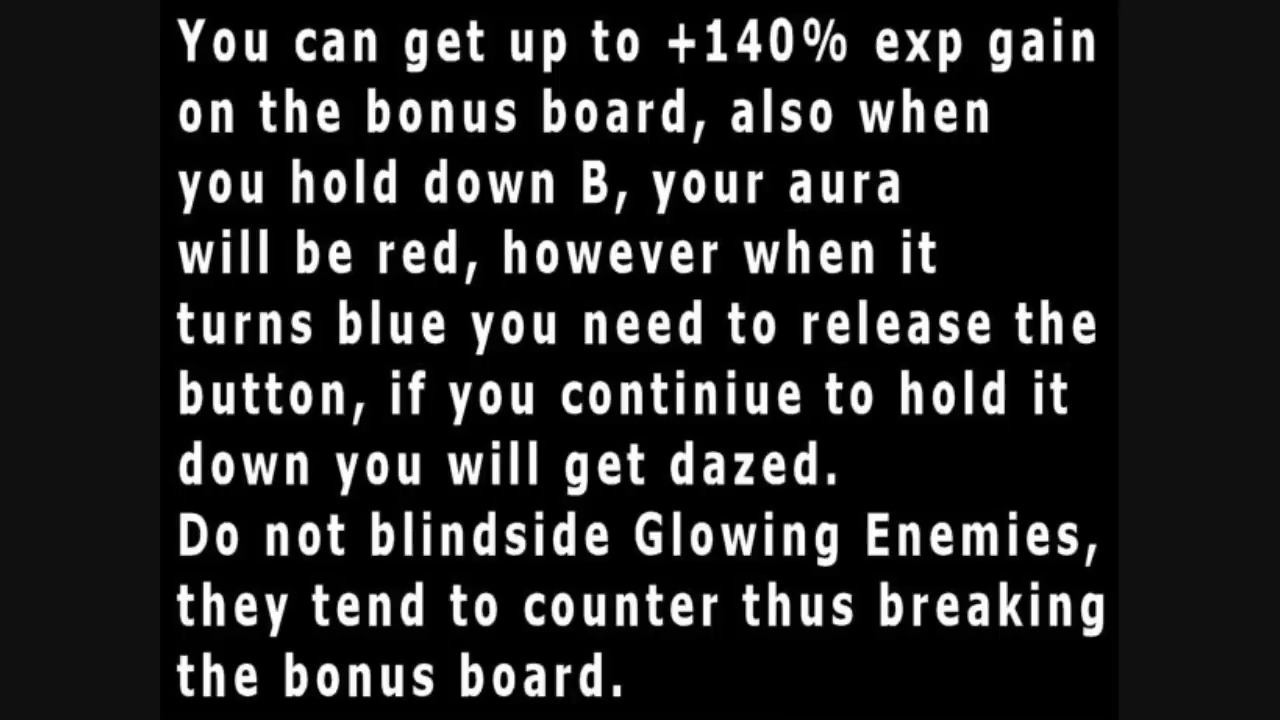 You can get up to +140% exp gain
on the bonus board, also when
you hold down B, your aura
will be red, however when it
turns blue you need to release the
button, if you continiue to hold it
down you will get dazed.
Do not blindside Glowing Enemies,
they tend to counter thus breaking
the bonus board.